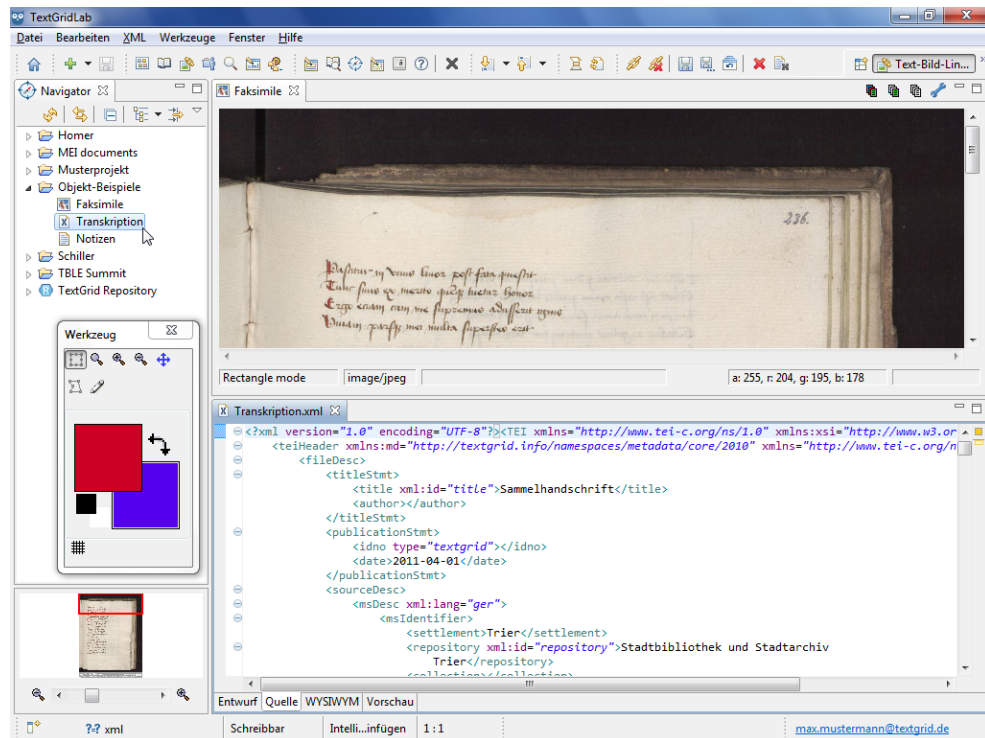 TextGridLab
Datei Bearbeiten XML Werkzeuge Fenster Hilfe
Text-Bild-Lin...
Navigator
Homer
MEI documents
Musterprojekt
Objekt-Beispiele
Faksimile
Transkription
Notizen
Schiller
TBLE Summit
TextGrid Repository
Werkzeug
Faksimile
236.
post fata
Rectangle mode image/jpeg a: 255, r: 204, g: 195, b: 178
Transkription.xml
<?xml version="1.0" encoding="UTF-8"?><TEI xmlns="http://www.tei-c.org/ns/1.0" xmlns:xsi="http://www.w3.or
<teiHeader xmlns:md="http://textgrid.info/namespaces/metadata/core/2010" xmlns="http://www.tei-c.org/n
<fileDesc>
<titleStmt>
<title xml:id="title">Sammelhandschrift</title>
<author></author>
</titleStmt>
<publicationStmt>
<idno type="textgrid"></idno>
<date>2011-04-01</date>
</publicationStmt>
<sourceDesc>
<msDesc xml:lang="ger">
<msIdentifier>
<settlement>Trier</settlement>
<repository xml:id="repository">Stadtbibliothek und Stadtarchiv
Trier</repository>
<collection></collection>
Entwurf Quelle WYSIWYM Vorschau
xml Schreibbar Intelli...infügen 1 : 1 max.mustermann@textgrid.de